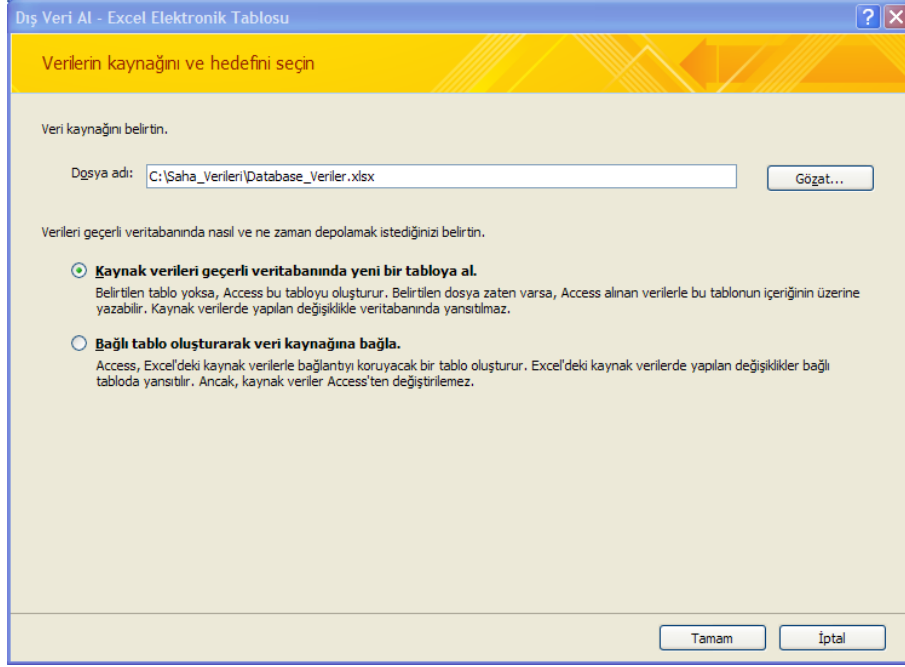 Dış Veri Al - Excel Elektronik Tablosu
Verilerin kaynağını ve hedefini seçin
Veri kaynağını belirtin.
Dosya adı: C:\Saha_Verileri\Database_Veriler.xlsx Gözat...
Verileri geçerli veritabanında nasıl ve ne zaman depolamak istediğinizi belirtin.
Kaynak verileri geçerli veritabanında yeni bir tabloya al.
Belirtilen tablo yoksa, Access bu tabloyu oluşturur. Belirtilen dosya zaten varsa, Access alınan verilerle bu tablonun içeriğinin üzerine
yazabilir. Kaynak verilerde yapılan değişiklikle veritabanında yansıtılmaz.
Bağlı tablo oluşturarak veri kaynağına bağla.
Access, Excel'deki kaynak verilerle bağlantıyı koruyacak bir tablo oluşturur. Excel'deki kaynak verilerde yapılan değişiklikler bağlı
tabloda yansıtılır. Ancak, kaynak veriler Access'ten değiştirilemez.
Tamam İptal